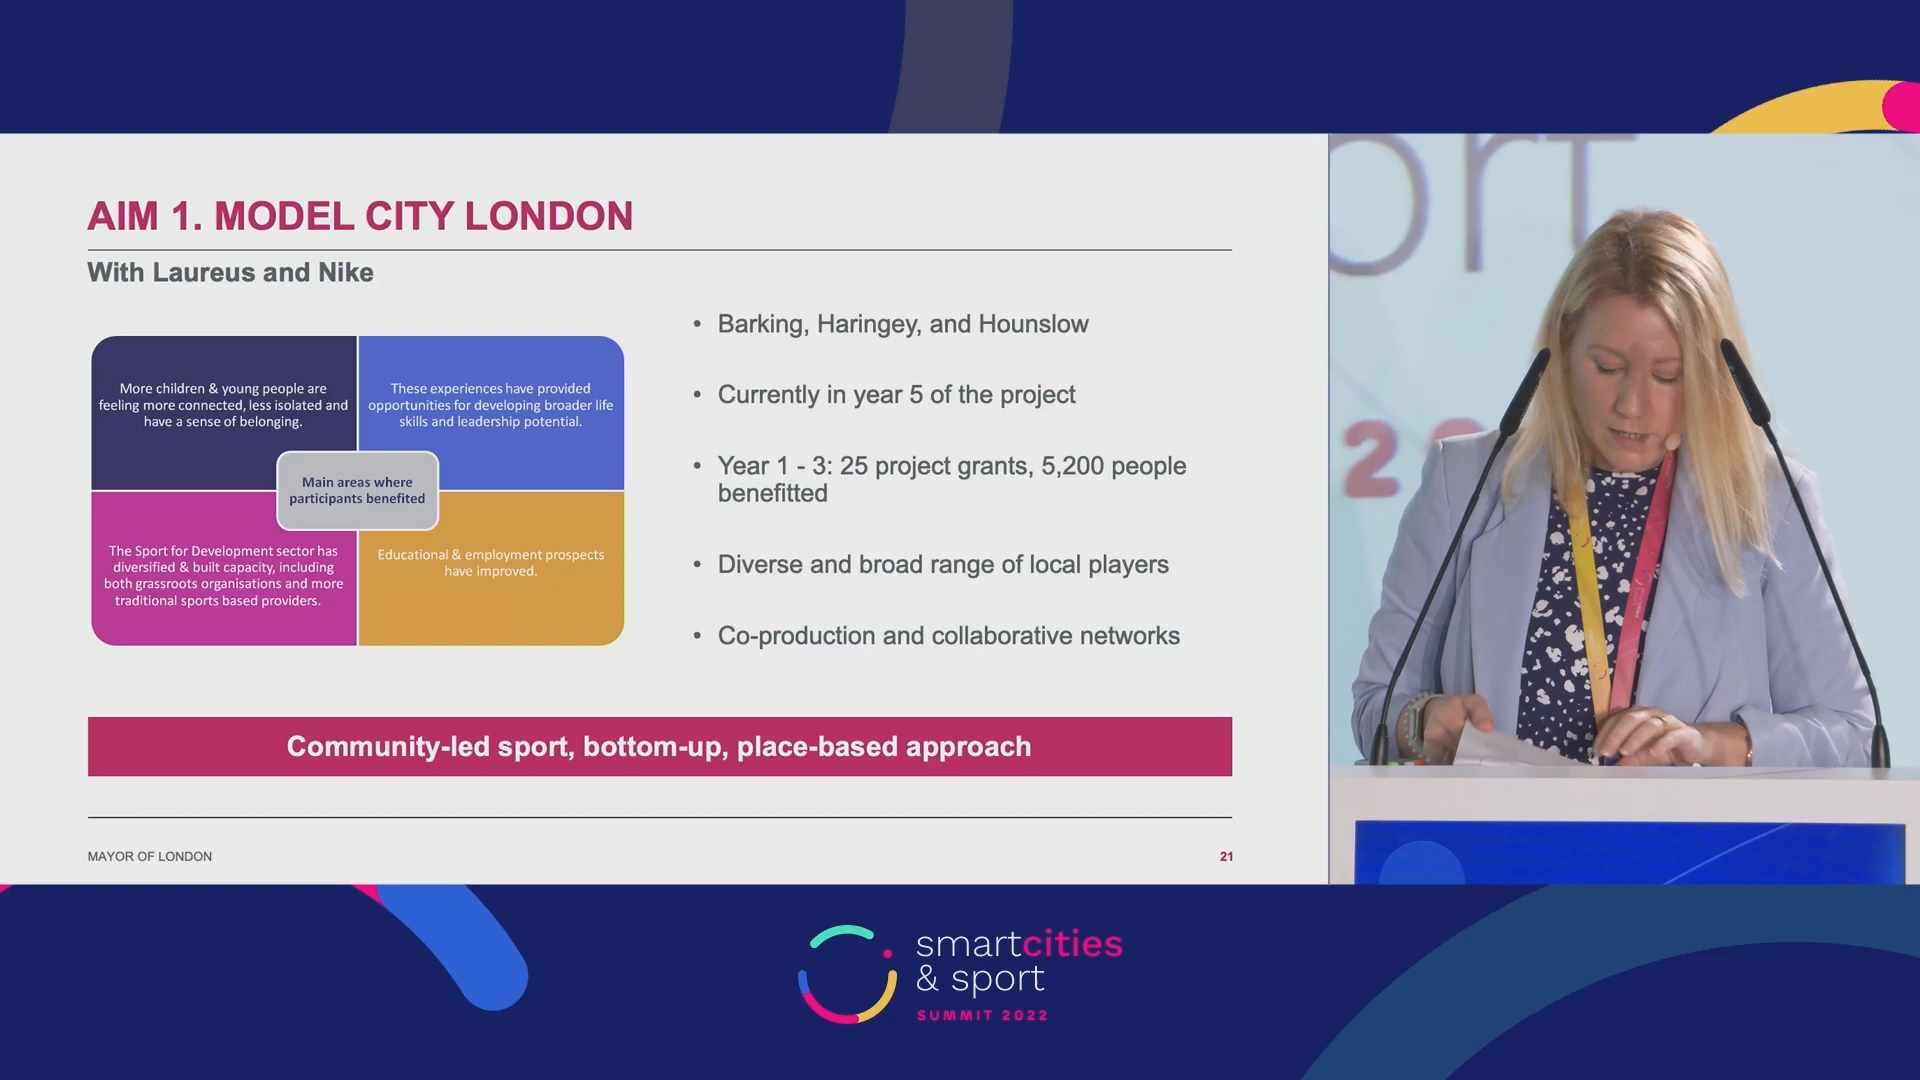 AIM 1. MODEL CITY LONDON
With Laureus and Nike
More children & young people are
feeling more connected, less isolated and
have a sense of belonging.
These experiences have provided
opportunities for developing broader life
skills and leadership potential.
Main areas where
participants benefited
The Sport for Development sector has
diversified & built capacity, including
both grassroots organisations and more
traditional sports based providers.
Educational & employment prospects
have improved.
• Barking, Haringey, and Hounslow
• Currently in year 5 of the project
• Year 1 - 3: 25 project grants, 5,200 people
benefitted
• Diverse and broad range of local players
• Co-production and collaborative networks
Community-led sport, bottom-up, place-based approach
MAYOR OF LONDON
21
ort
2
smartcities
& sport
SUMMIT 2022